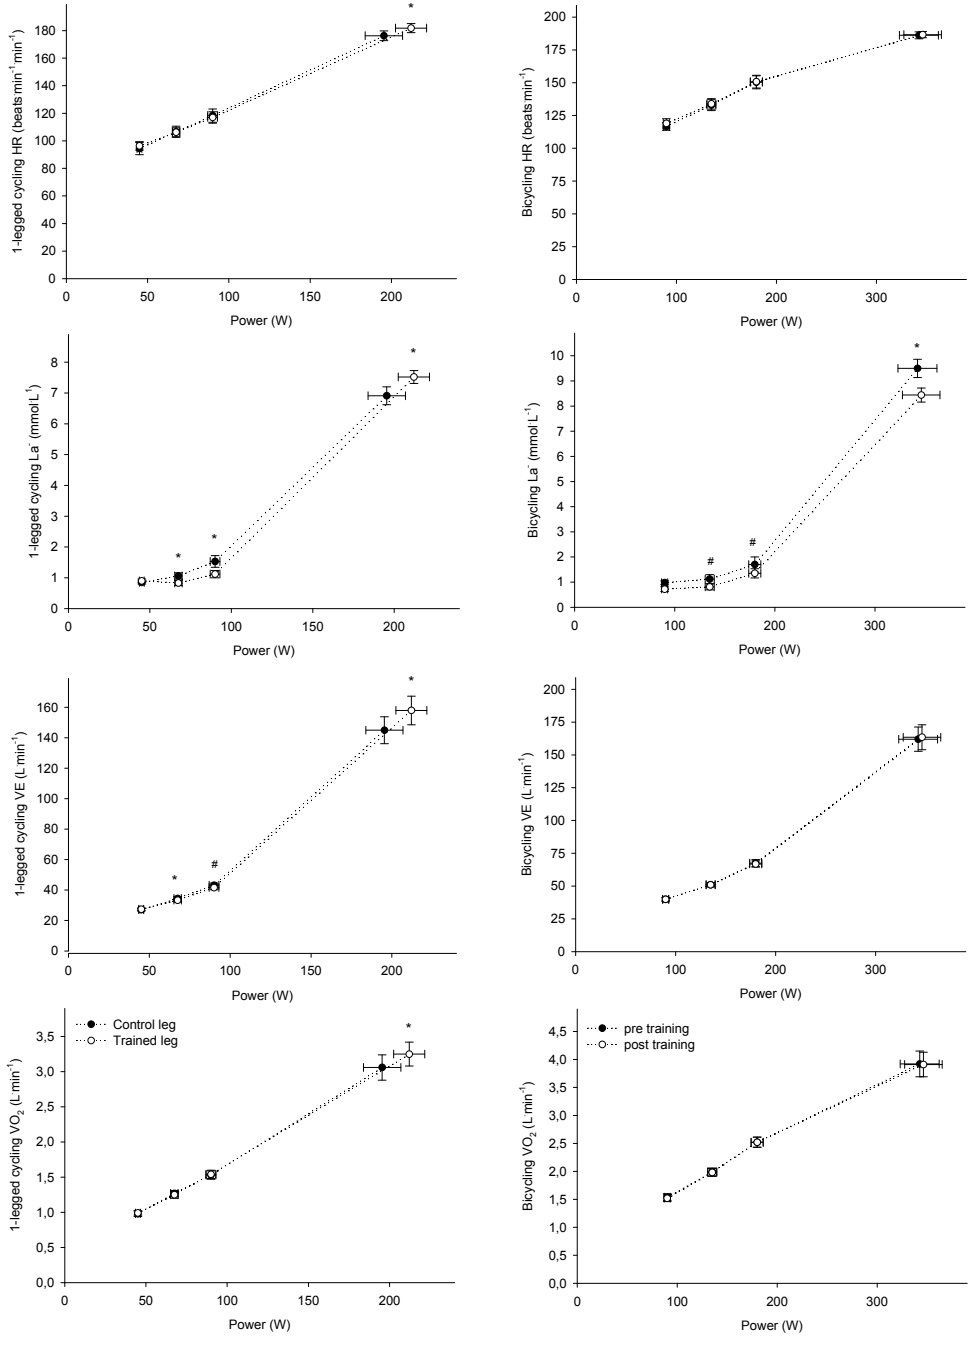 *
180
160
140
120
100
80
60
40
20
0
1-legged cycling HR (beats·min⁻¹min⁻¹)
0 50 100 150 200
Power (W)
200
175
150
125
100
75
50
25
0
Bicycling HR (beats·min⁻¹)
0 100 200 300
Power (W)
*
* *
8
7
6
5
4
3
2
1
0
1-legged cycling La⁻ (mmol·L⁻¹)
0 50 100 150 200
Power (W)
*
# #
10
9
8
7
6
5
4
3
2
1
0
Bicycling La⁻ (mmol·L⁻¹)
0 100 200 300
Power (W)
*
* #
160
140
120
100
80
60
40
20
0
1-legged cycling VE (L·min⁻¹)
0 50 100 150 200
Power (W)
200
175
150
125
100
75
50
25
0
Bicycling VE (L·min⁻¹)
0 100 200 300
Power (W)
Control leg
Trained leg
*
3,5
3,0
2,5
2,0
1,5
1,0
0,5
0,0
1-legged cycling VO₂ (L·min⁻¹)
0 50 100 150 200
Power (W)
pre training
post training
4,5
4,0
3,5
3,0
2,5
2,0
1,5
1,0
0,5
0,0
Bicycling VO₂ (L·min⁻¹)
0 100 200 300
Power (W)